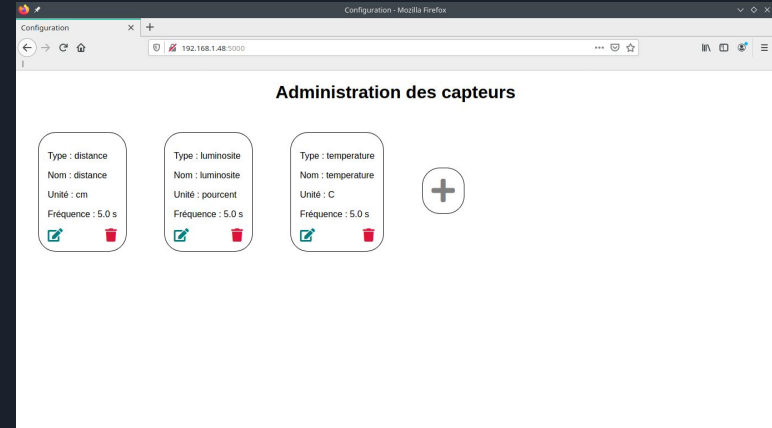 Configuration - Mozilla Firefox
Configuration
192.168.1.48:5000
Administration des capteurs
Type : distance
Nom : distance
Unité : cm
Fréquence : 5.0 s
Type : luminosite
Nom : luminosite
Unité : pourcent
Fréquence : 5.0 s
Type : temperature
Nom : temperature
Unité : C
Fréquence : 5.0 s